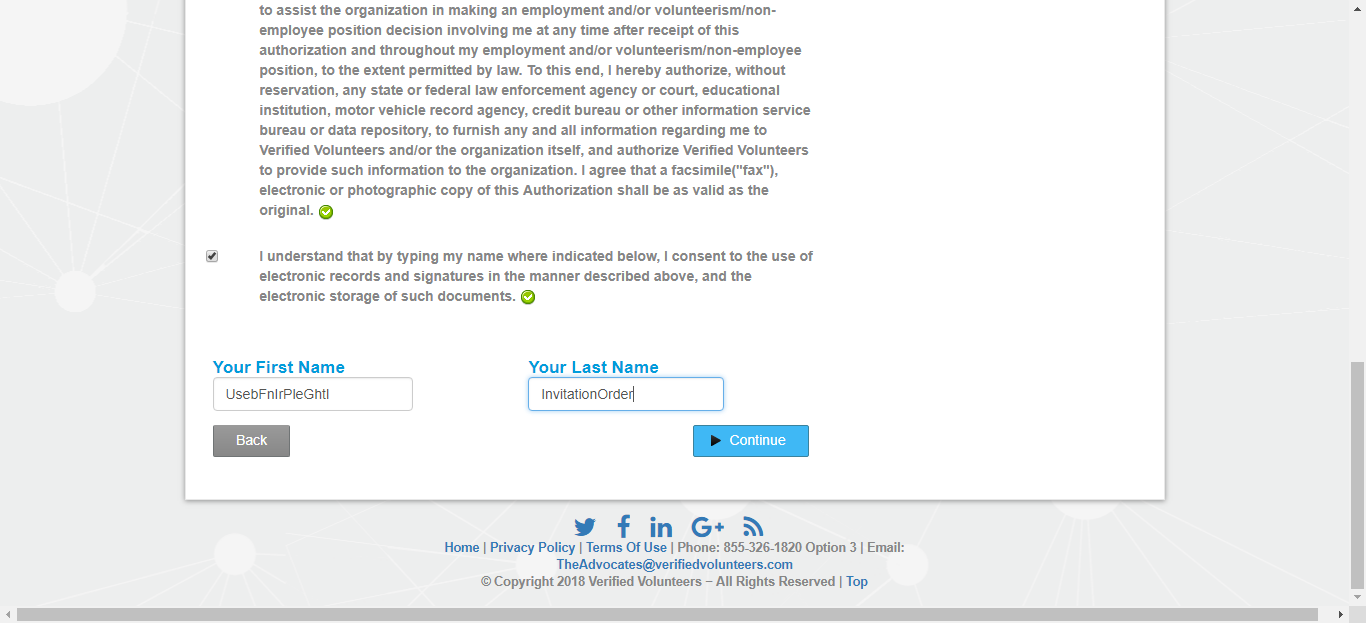 to assist the organization in making an employment and/or volunteerism/non-
employee position decision involving me at any time after receipt of this
authorization and throughout my employment and/or volunteerism/non-employee
position, to the extent permitted by law. To this end, I hereby authorize, without
reservation, any state or federal law enforcement agency or court, educational
institution, motor vehicle record agency, credit bureau or other information service
bureau or data repository, to furnish any and all information regarding me to
Verified Volunteers and/or the organization itself, and authorize Verified Volunteers
to provide such information to the organization. I agree that a facsimile("fax"),
electronic or photographic copy of this Authorization shall be as valid as the
original.
I understand that by typing my name where indicated below, I consent to the use of
electronic records and signatures in the manner described above, and the
electronic storage of such documents.
Your First Name Your Last Name
UsebFnIrPleGhtI InvitationOrder
Back Continue
Home | Privacy Policy | Terms Of Use | Phone: 855-326-1820 Option 3 | Email:
TheAdvocates@verifiedvolunteers.com
© Copyright 2018 Verified Volunteers – All Rights Reserved | Top